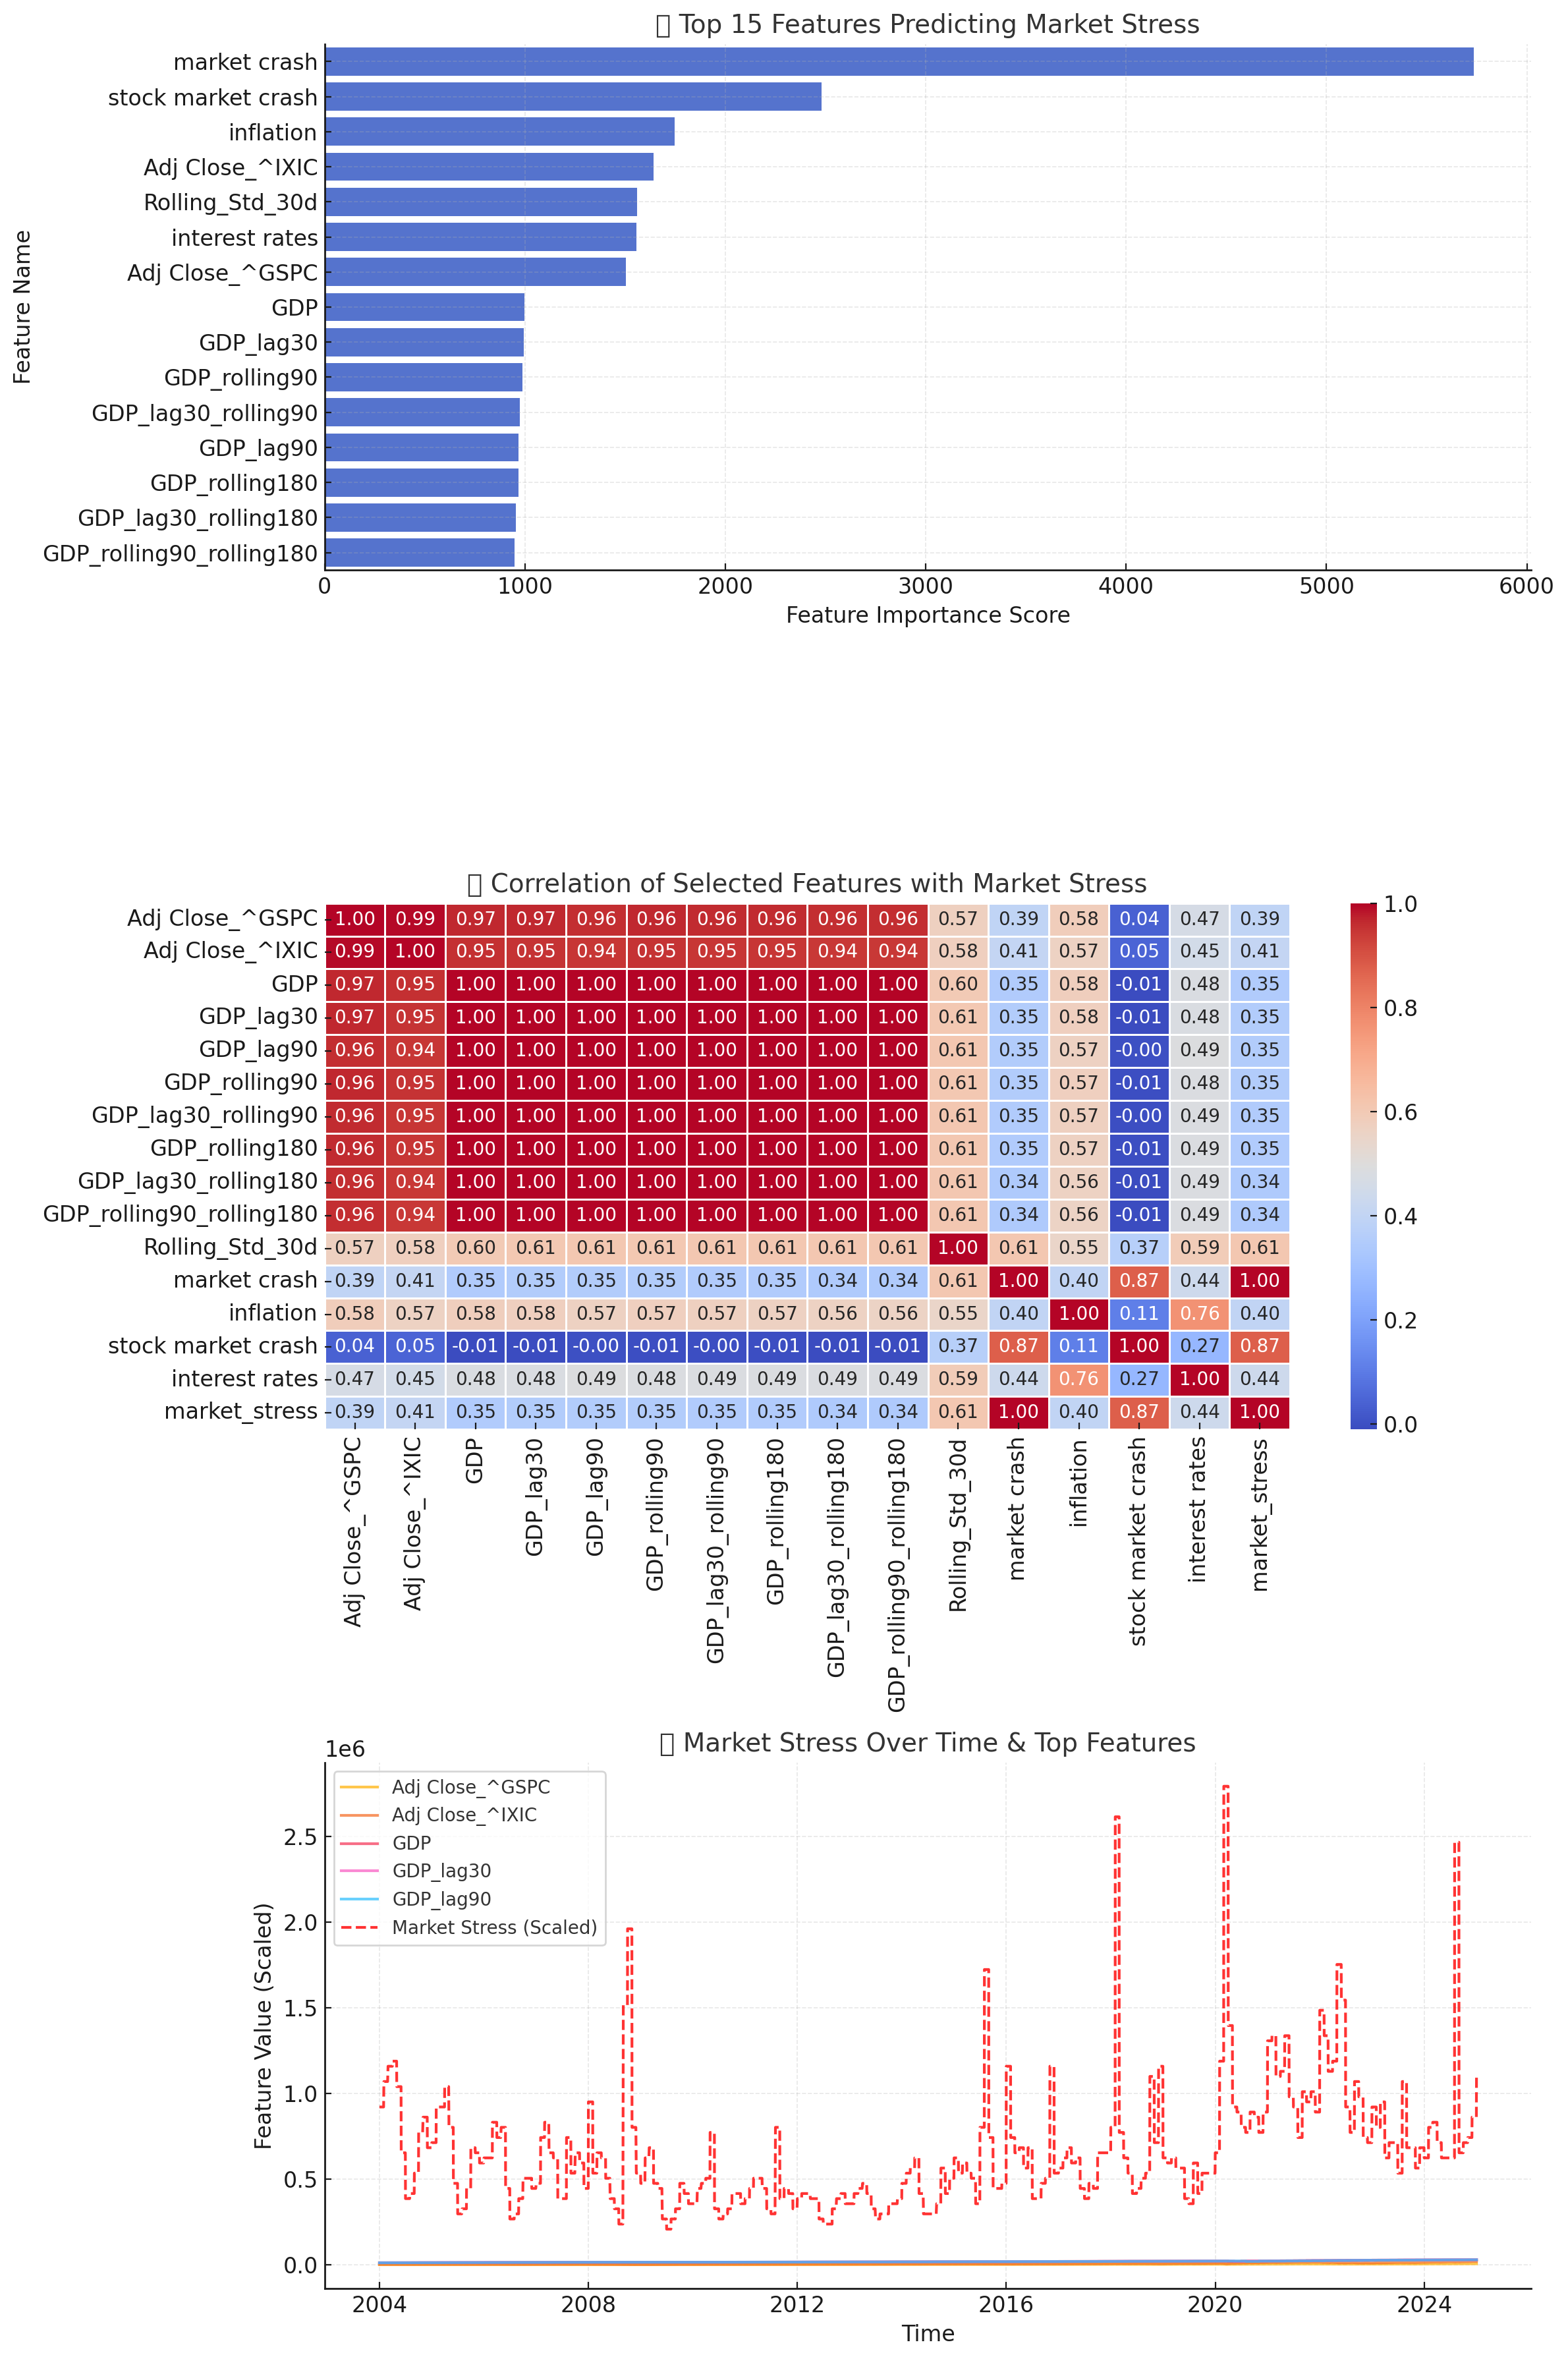 Top 15 Features Predicting Market Stress
Feature Name
market crash
stock market crash
inflation
Adj Close_^IXIC
Rolling_Std_30d
interest rates
Adj Close_^GSPC
GDP
GDP_lag30
GDP_rolling90
GDP_lag30_rolling90
GDP_lag90
GDP_rolling180
GDP_lag30_rolling180
GDP_rolling90_rolling180
0 1000 2000 3000 4000 5000 6000
Feature Importance Score
Correlation of Selected Features with Market Stress
Adj Close_^GSPC 1.00 0.99 0.97 0.97 0.96 0.96 0.96 0.96 0.96 0.96 0.57 0.39 0.58 0.04 0.47 0.39
Adj Close_^IXIC 0.99 1.00 0.95 0.95 0.94 0.95 0.95 0.95 0.94 0.94 0.58 0.41 0.57 0.05 0.45 0.41
GDP 0.97 0.95 1.00 1.00 1.00 1.00 1.00 1.00 1.00 1.00 0.60 0.35 0.58 -0.01 0.48 0.35
GDP_lag30 0.97 0.95 1.00 1.00 1.00 1.00 1.00 1.00 1.00 1.00 0.61 0.35 0.58 -0.01 0.48 0.35
GDP_lag90 0.96 0.94 1.00 1.00 1.00 1.00 1.00 1.00 1.00 1.00 0.61 0.35 0.57 -0.00 0.49 0.35
GDP_rolling90 0.96 0.95 1.00 1.00 1.00 1.00 1.00 1.00 1.00 1.00 0.61 0.35 0.57 -0.01 0.48 0.35
GDP_lag30_rolling90 0.96 0.95 1.00 1.00 1.00 1.00 1.00 1.00 1.00 1.00 0.61 0.35 0.57 -0.00 0.49 0.35
GDP_rolling180 0.96 0.95 1.00 1.00 1.00 1.00 1.00 1.00 1.00 1.00 0.61 0.35 0.57 -0.01 0.49 0.35
GDP_lag30_rolling180 0.96 0.94 1.00 1.00 1.00 1.00 1.00 1.00 1.00 1.00 0.61 0.34 0.56 -0.01 0.49 0.34
GDP_rolling90_rolling180 0.96 0.94 1.00 1.00 1.00 1.00 1.00 1.00 1.00 1.00 0.61 0.34 0.56 -0.01 0.49 0.34
Rolling_Std_30d 0.57 0.58 0.60 0.61 0.61 0.61 0.61 0.61 0.61 0.61 1.00 0.61 0.55 0.37 0.59 0.61
market crash 0.39 0.41 0.35 0.35 0.35 0.35 0.35 0.35 0.34 0.34 0.61 1.00 0.40 0.87 0.44 1.00
inflation 0.58 0.57 0.58 0.58 0.57 0.57 0.57 0.57 0.56 0.56 0.55 0.40 1.00 0.11 0.76 0.40
stock market crash 0.04 0.05 -0.01 -0.01 -0.00 -0.01 -0.00 -0.01 -0.01 -0.01 0.37 0.87 0.11 1.00 0.27 0.87
interest rates 0.47 0.45 0.48 0.48 0.49 0.48 0.49 0.49 0.49 0.49 0.59 0.44 0.76 0.27 1.00 0.44
market_stress 0.39 0.41 0.35 0.35 0.35 0.35 0.35 0.35 0.34 0.34 0.61 1.00 0.40 0.87 0.44 1.00
Adj Close_^GSPC
Adj Close_^IXIC
GDP
GDP_lag30
GDP_lag90
GDP_rolling90
GDP_lag30_rolling90
GDP_rolling180
GDP_lag30_rolling180
GDP_rolling90_rolling180
Rolling_Std_30d
market crash
inflation
stock market crash
interest rates
market_stress
1.0
0.8
0.6
0.4
0.2
0.0
Market Stress Over Time & Top Features
1e6
Adj Close_^GSPC
Adj Close_^IXIC
GDP
GDP_lag30
GDP_lag90
Market Stress (Scaled)
Feature Value (Scaled)
2.5
2.0
1.5
1.0
0.5
0.0
2004 2008 2012 2016 2020 2024
Time